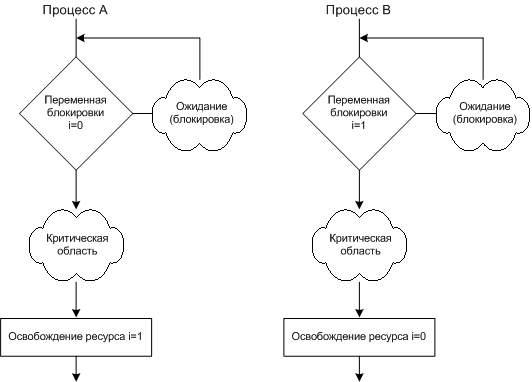 Процесс А
Переменная
блокировки
i=0
Ожидание
(блокировка)
Критическая
область
Освобождение ресурса i=1
Процесс В
Переменная
блокировки
i=1
Ожидание
(блокировка)
Критическая
область
Освобождение ресурса i=0